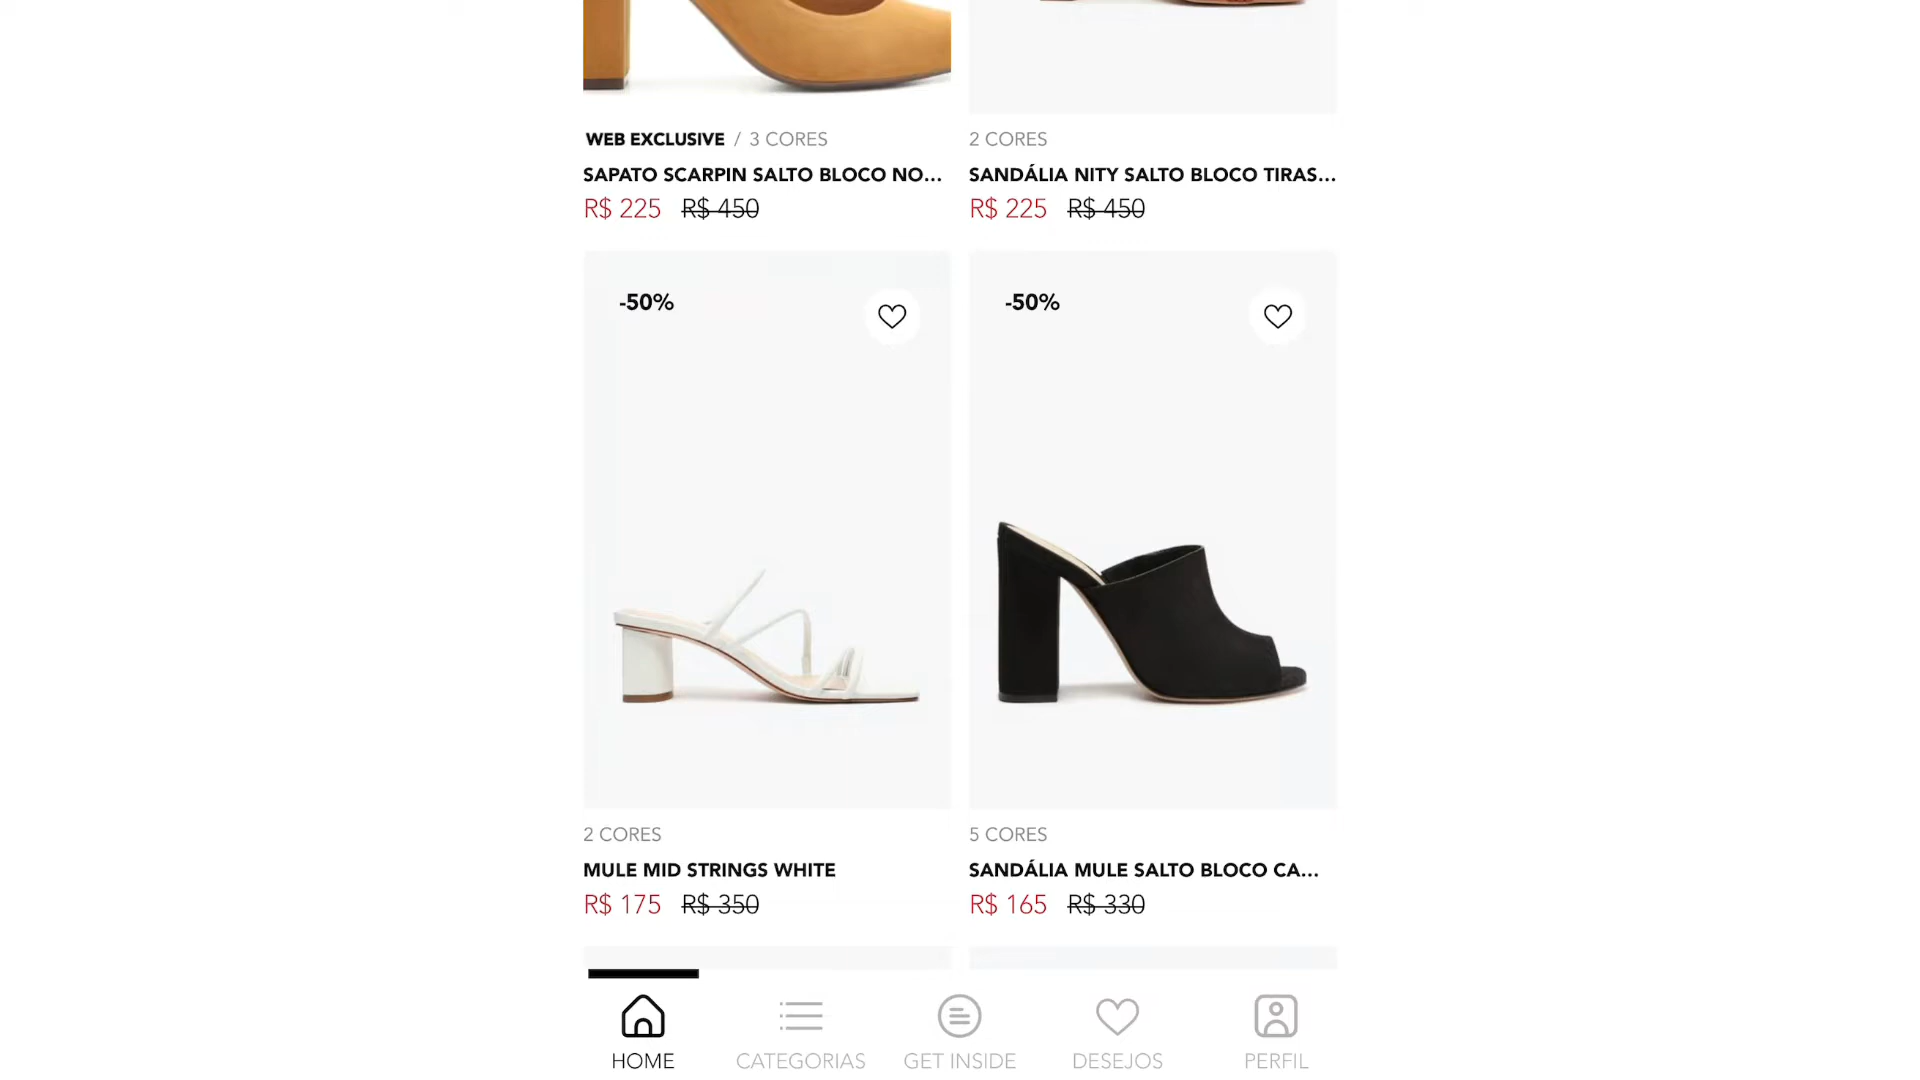 WEB EXCLUSIVE / 3 CORES
SAPATO SCARPIN SALTO BLOCO NO...
R$ 225 R$ 450
2 CORES
SANDÁLIA NITY SALTO BLOCO TIRAS...
R$ 225 R$ 450
-50%
2 CORES
MULE MID STRINGS WHITE
R$ 175 R$ 350
-50%
5 CORES
SANDÁLIA MULE SALTO BLOCO CA...
R$ 165 R$ 330
HOME
CATEGORIAS
GET INSIDE
DESEJOS
PERFIL